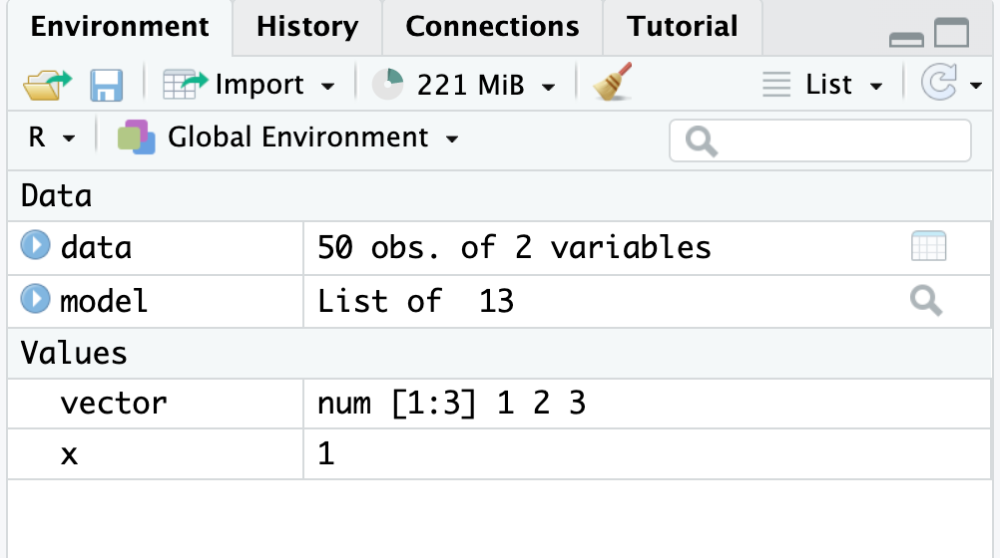 Environment History Connections Tutorial
Import 221 MiB List
R Global Environment
Data
data 50 obs. of 2 variables
model List of  13
Values
vector num [1:3] 1 2 3
x 1